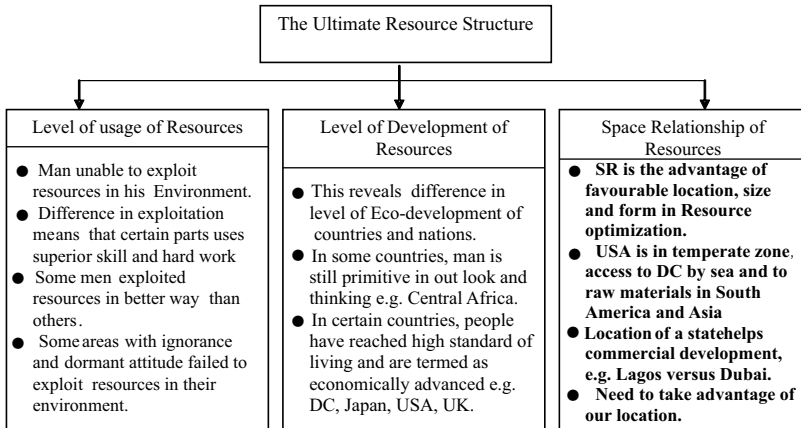 The Ultimate Resource Structure
Level of usage of Resources
● Man unable to exploit
resources in his Environment.
● Difference in exploitation
means that certain parts uses
superior skill and hard work
● Some men exploited
resources in better way than
others.
● Some areas with ignorance
and dormant attitude failed to
exploit resources in their
environment.
Level of Development of
Resources
● This reveals difference in
level of Eco-development of
countries and nations.
● In some countries, man is
still primitive in out look and
thinking e.g. Central Africa.
● In certain countries, people
have reached high standard of
living and are termed as
economically advanced e.g.
DC, Japan, USA, UK.
Space Relationship of
Resources
● SR is the advantage of
favourable location, size
and form in Resource
optimization.
● USA is in temperate zone,
access to DC by sea and to
raw materials in South
America and Asia
● Location of a statehelps
commercial development,
e.g. Lagos versus Dubai.
● Need to take advantage of
our location.